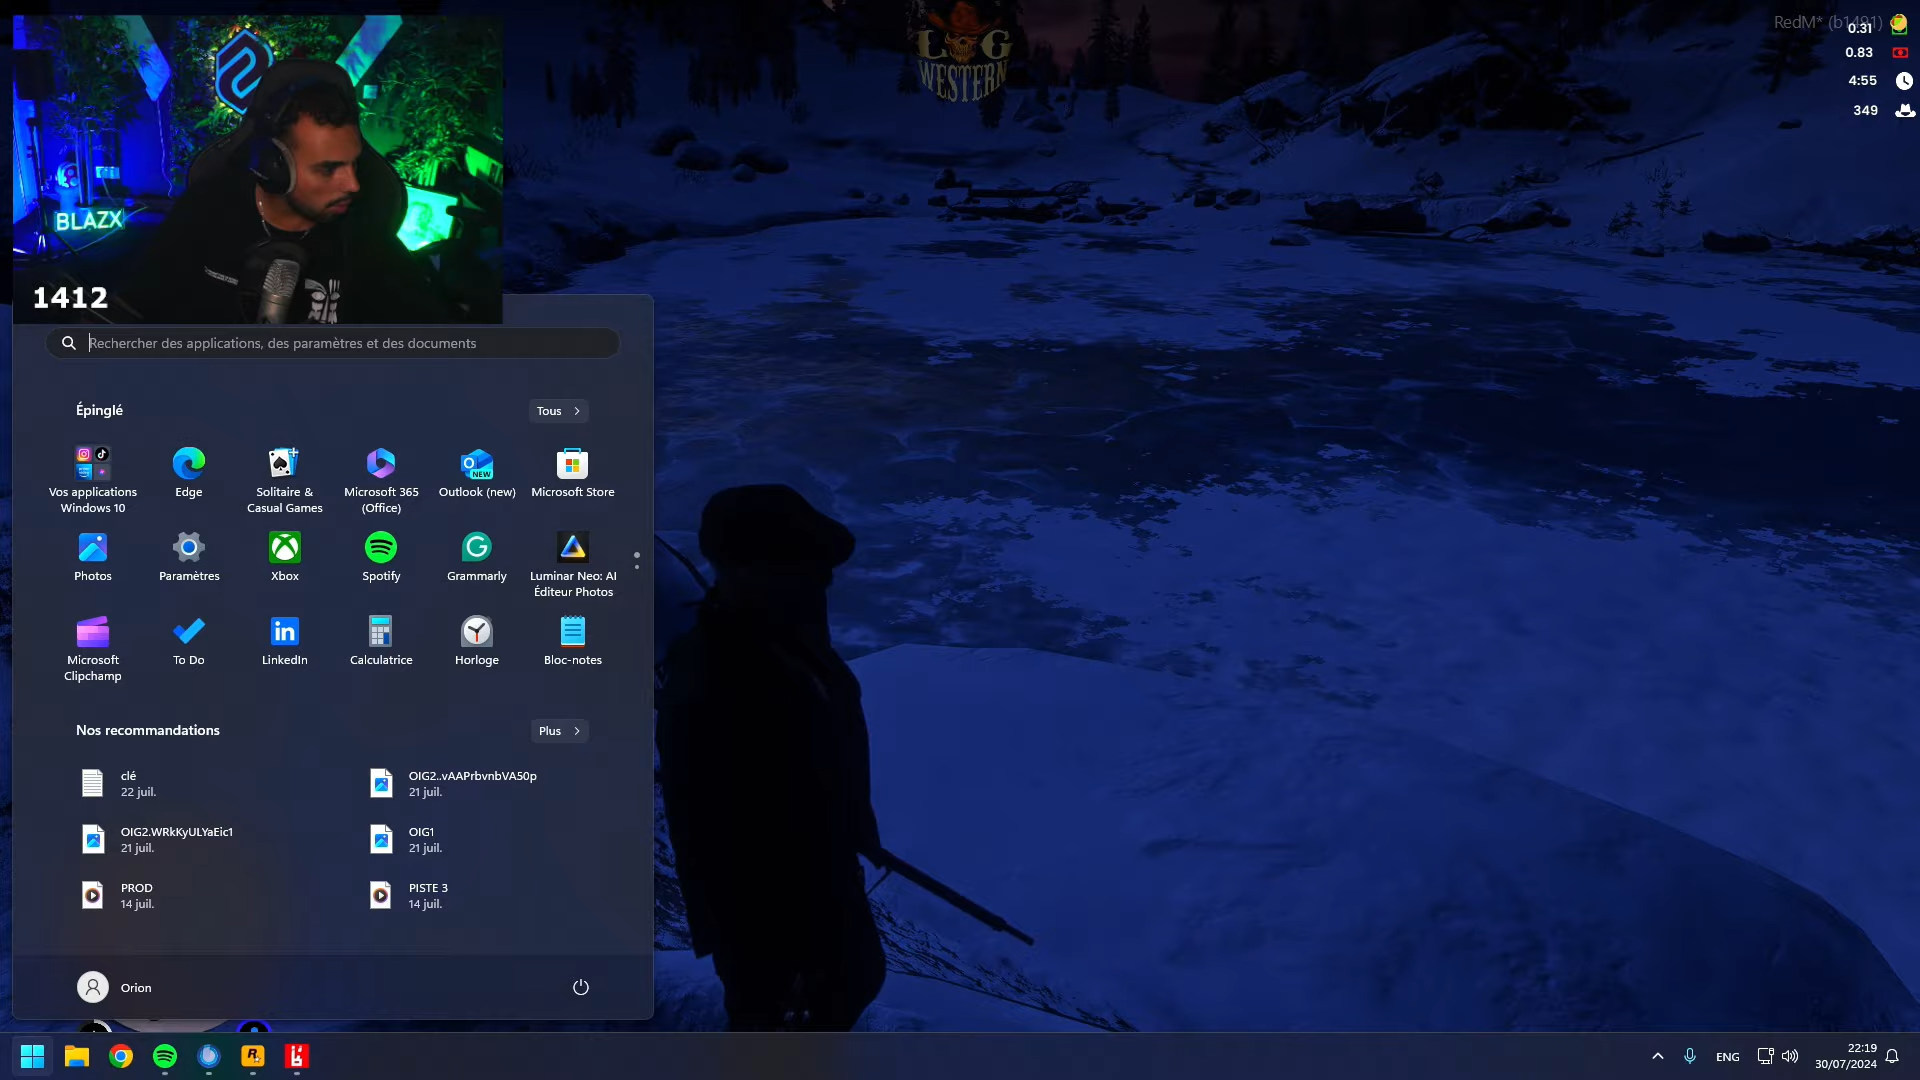 RedM* (b1491)
0.31
0.83
4:55
349
L G
WESTERN
BLAZX
1412
Rechercher des applications, des paramètres et des documents
Épinglé
Tous
Vos applications Windows 10
Edge
Solitaire & Casual Games
Microsoft 365 (Office)
Outlook (new)
Microsoft Store
Photos
Paramètres
Xbox
Spotify
Grammarly
Luminar Neo: AI Éditeur Photos
Microsoft Clipchamp
To Do
LinkedIn
Calculatrice
Horloge
Bloc-notes
Nos recommandations
Plus
clé
22 juil.
OIG2..vAAPrbvnbVA50p
21 juil.
OIG2.WRkKyULYaEic1
21 juil.
OIG1
21 juil.
PROD
14 juil.
PISTE 3
14 juil.
Orion
ENG
22:19
30/07/2024